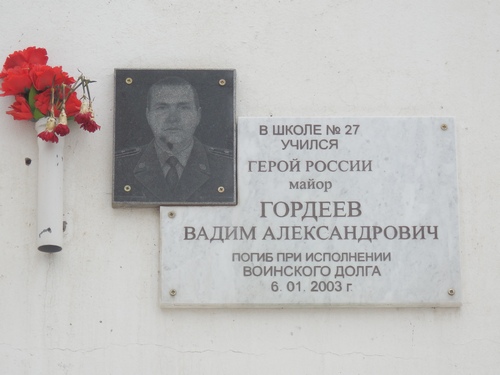 В ШКОЛЕ № 27
УЧИЛСЯ
ГЕРОЙ РОССИИ
майор
ГОРДЕЕВ
ВАДИМ АЛЕКСАНДРОВИЧ
ПОГИБ ПРИ ИСПОЛНЕНИИ
ВОИНСКОГО ДОЛГА
6. 01. 2003 г.